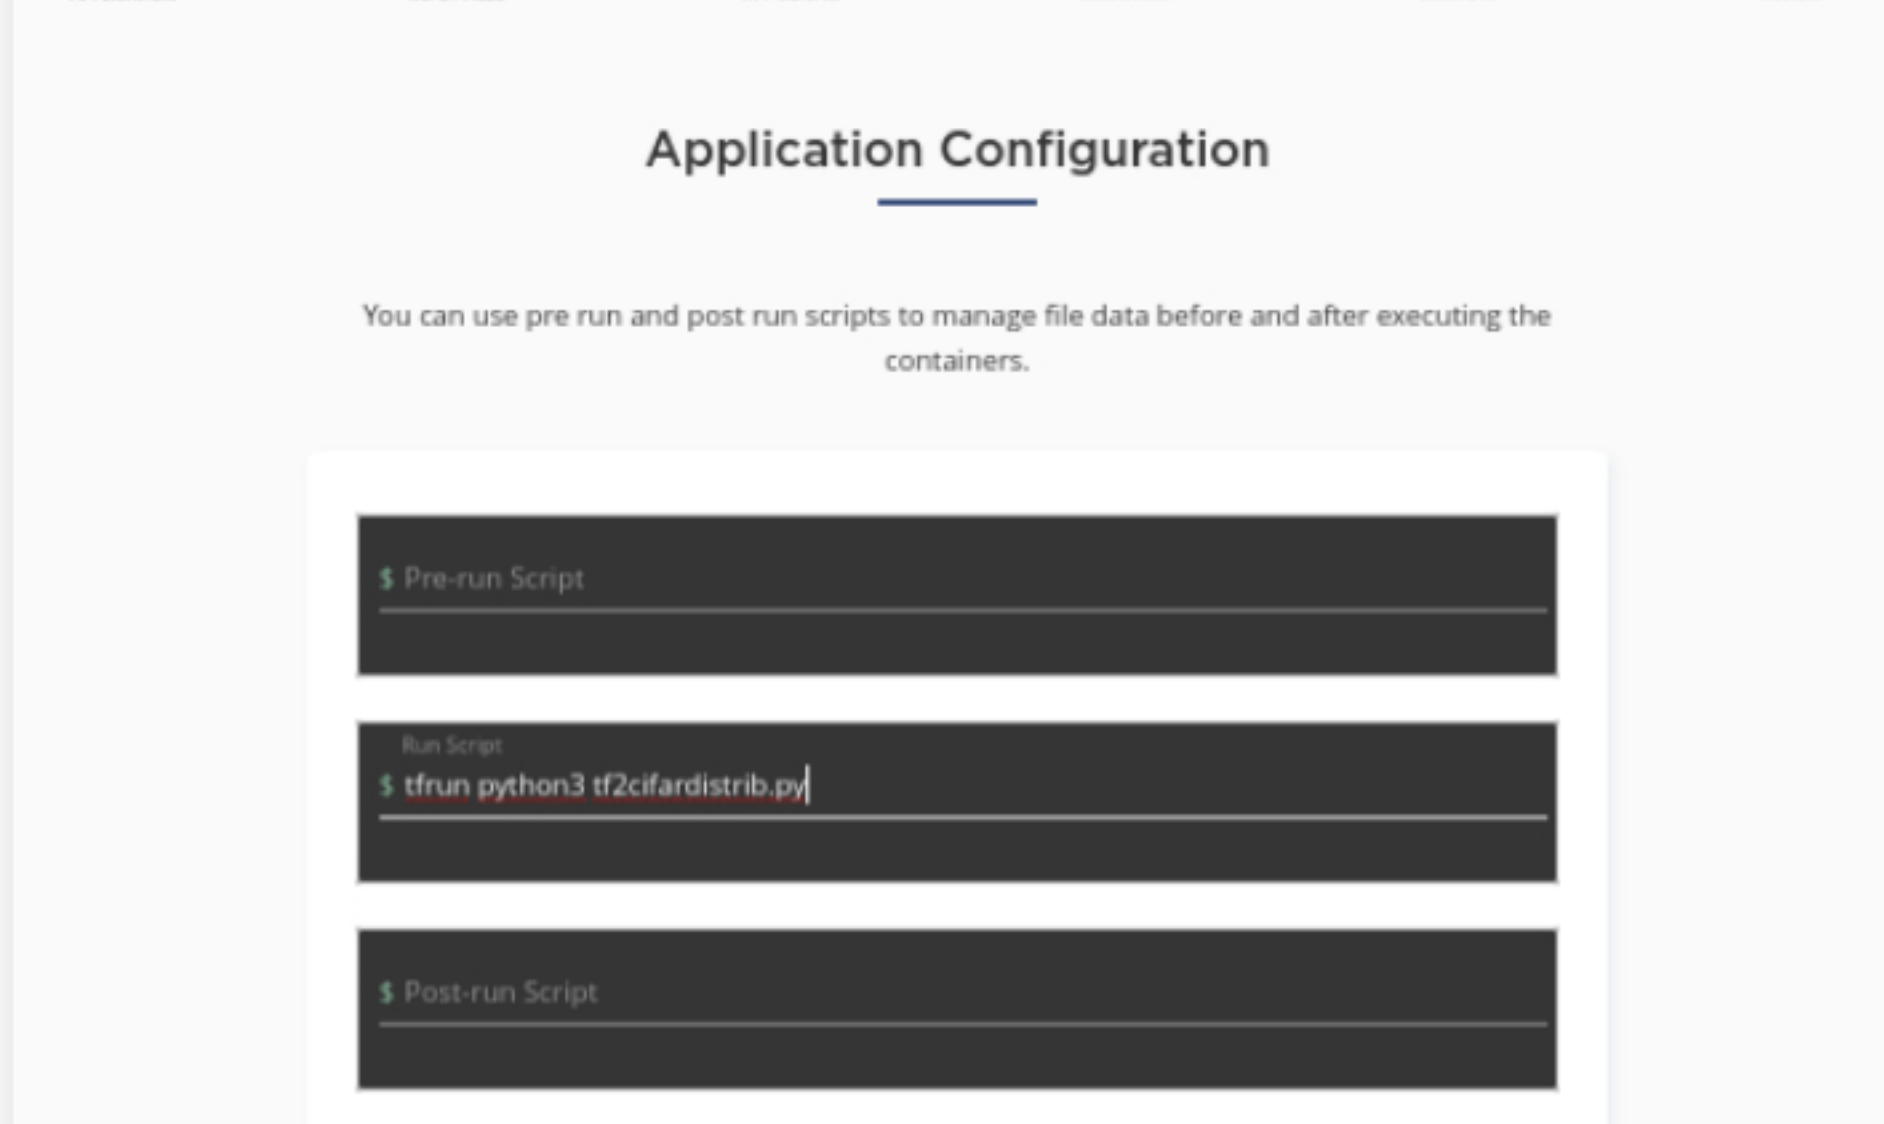 Application Configuration
You can use pre run and post run scripts to manage file data before and after executing the
containers.
$ Pre-run Script
Run Script
$ tfrun python3 tf2cifardistrib.py
$ Post-run Script